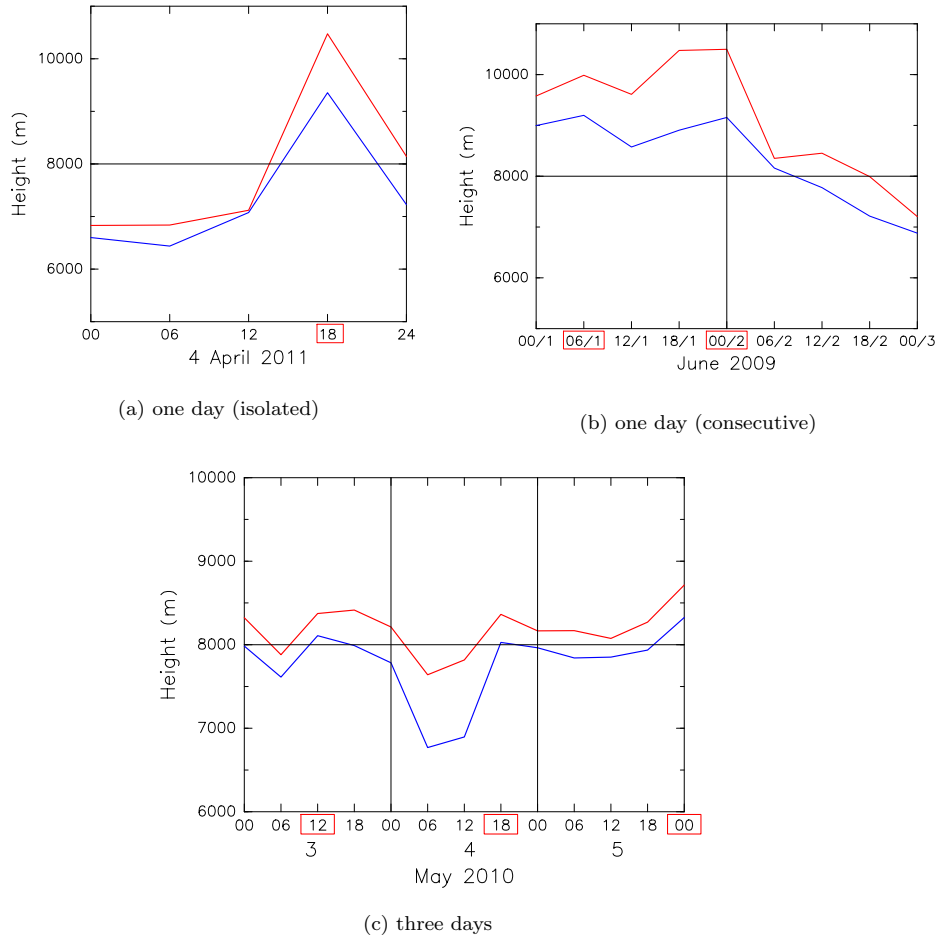 10000
8000
6000
Height (m)
00 06 12 18 24
4 April 2011
(a) one day (isolated)
10000
8000
6000
Height (m)
00/1 06/1 12/1 18/1 00/2 06/2 12/2 18/2 00/3
June 2009
(b) one day (consecutive)
10000
9000
8000
7000
6000
Height (m)
00 06 12 18 00 06 12 18 00 06 12 18 00
3 4 5
May 2010
(c) three days